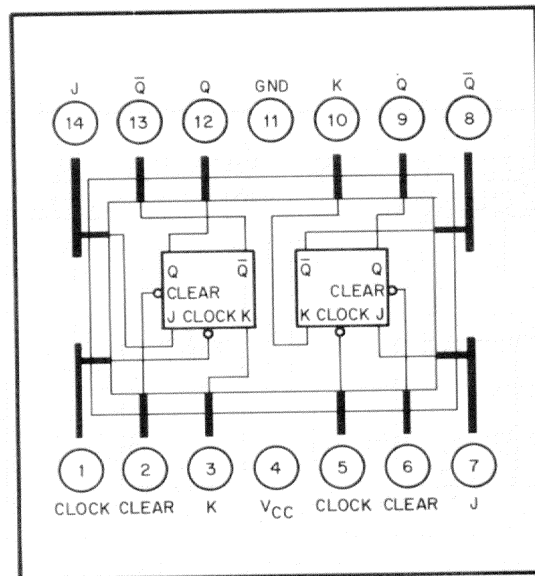 J Q̅ Q GND K Q Q̅
14 13 12 11 10 9 8
Q Q̅ Q̅ Q
CLEAR CLEAR
J CLOCK K K CLOCK J
1 2 3 4 5 6 7
CLOCK CLEAR K VCC CLOCK CLEAR J